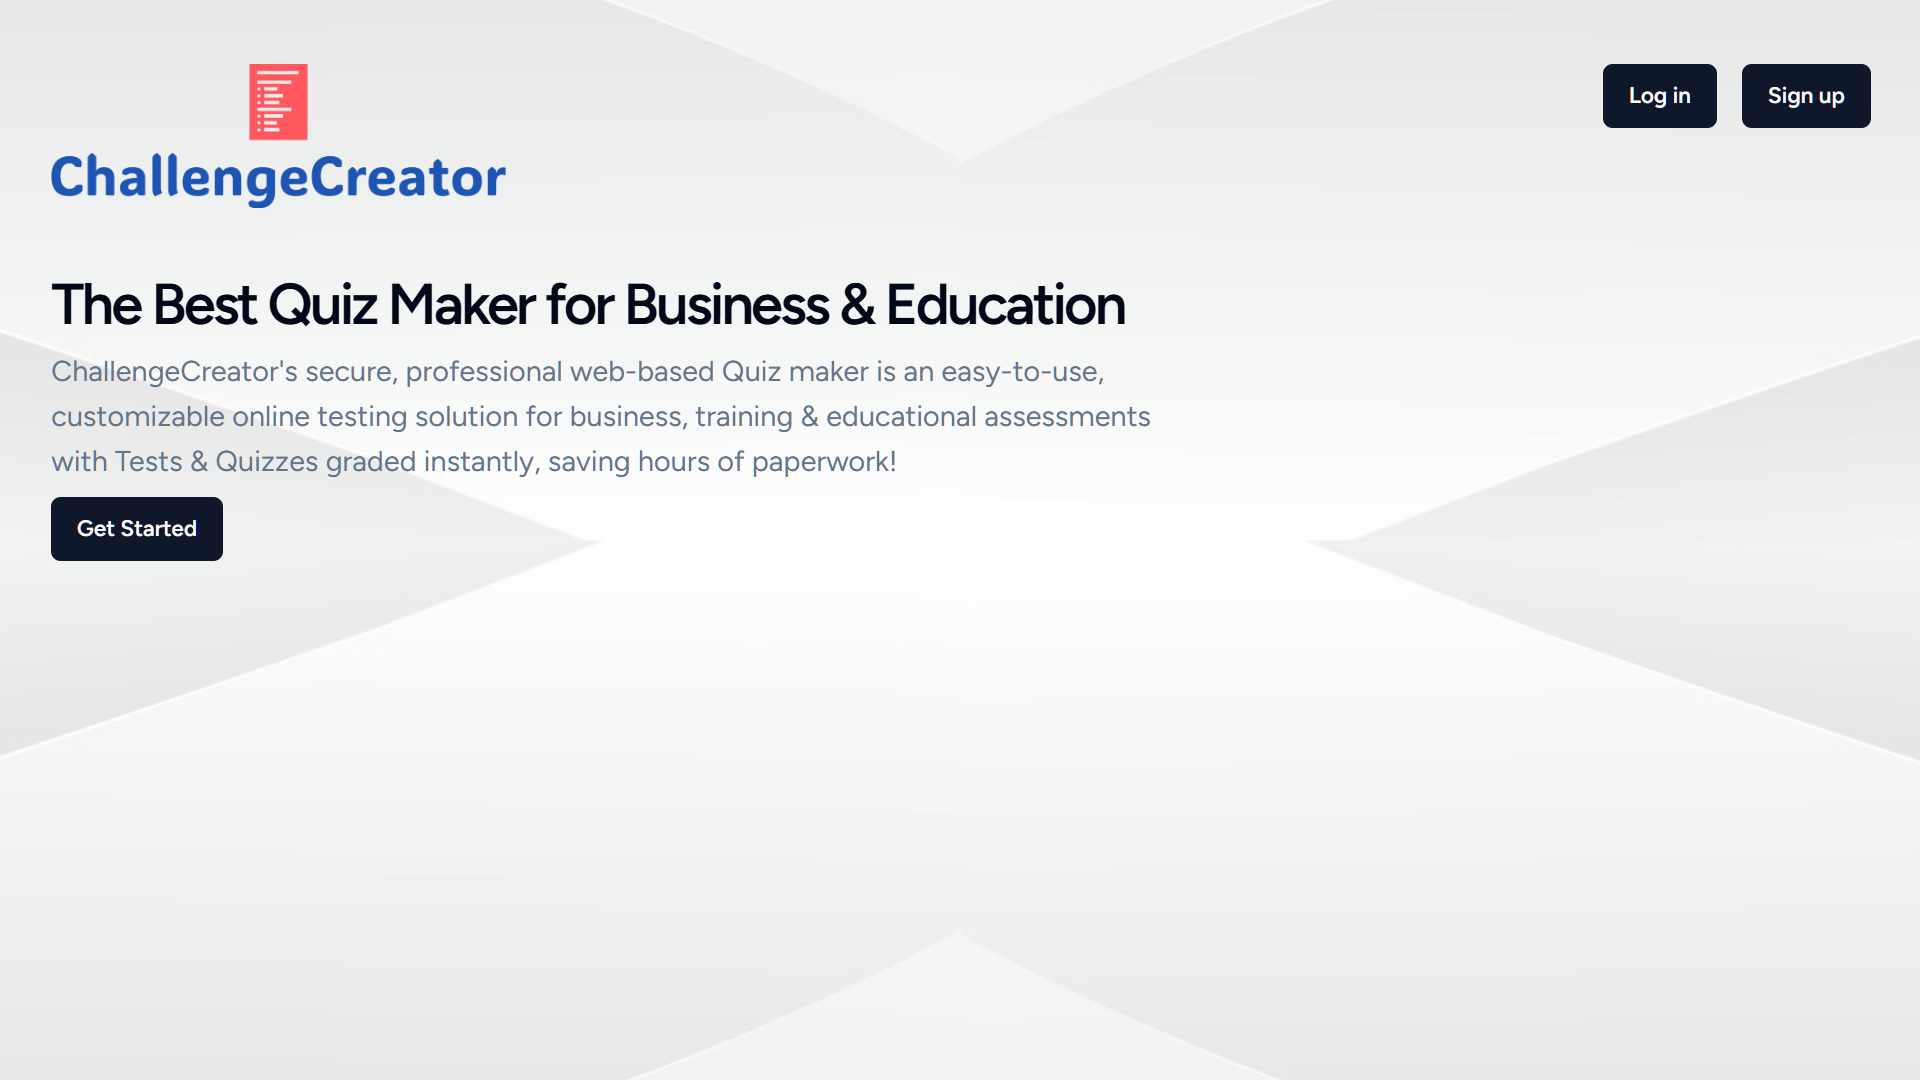 Log in
Sign up
ChallengeCreator
The Best Quiz Maker for Business & Education
ChallengeCreator's secure, professional web-based Quiz maker is an easy-to-use,
customizable online testing solution for business, training & educational assessments
with Tests & Quizzes graded instantly, saving hours of paperwork!
Get Started